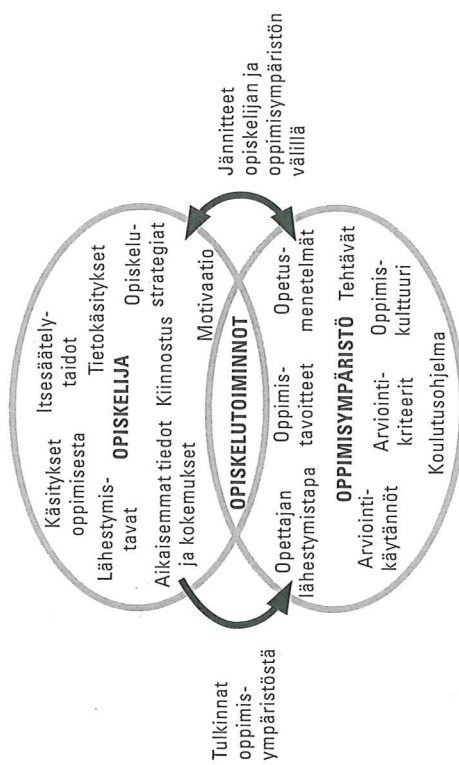 Käsitykset
oppimisesta
Itsesäätely-
taidot
Lähestymis-
tavat
Tietokäsitykset
OPISKELIJA
Opiskelu-
strategiat
Aikaisemmat tiedot
ja kokemukset
Kiinnostus
Motivaatio
OPISKELUTOIMINNOT
Tulkinnat
oppimis-
ympäristöstä
Jännitteet
opiskelijan ja
oppimisympäristön
välillä
Opettajan
lähestymistapa
Oppimis-
tavoitteet
Opetus-
menetelmät
OPPIMISYMPÄRISTÖ
Tehtävät
Arviointi-
käytännöt
Arviointi-
kriteerit
Oppimis-
kulttuuri
Koulutusohjelma